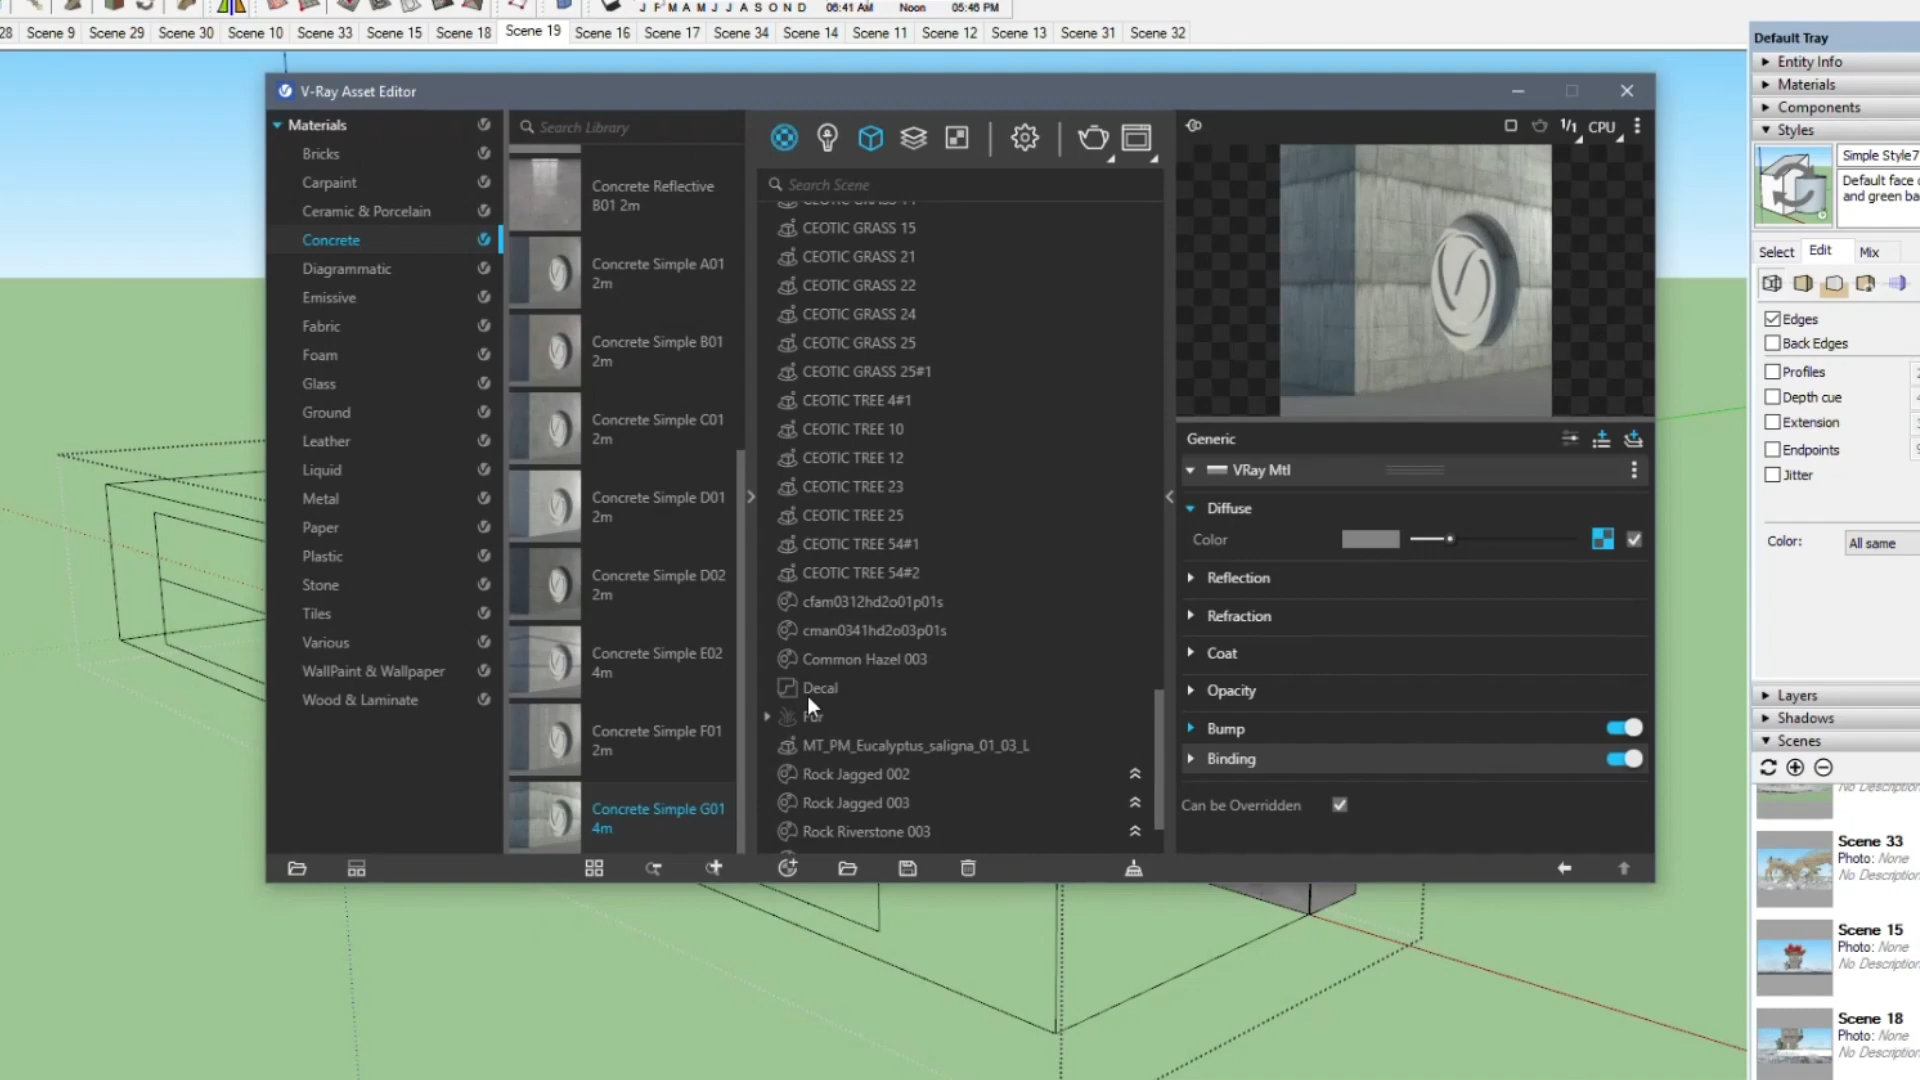 J F M A M J J A S O N D 06:41 AM Noon 05:46 PM
28 Scene 9 Scene 29 Scene 30 Scene 10 Scene 33 Scene 15 Scene 18 Scene 19 Scene 16 Scene 17 Scene 34 Scene 14 Scene 11 Scene 12 Scene 13 Scene 31 Scene 32
V-Ray Asset Editor
Materials
Bricks
Carpaint
Ceramic & Porcelain
Concrete
Diagrammatic
Emissive
Fabric
Foam
Glass
Ground
Leather
Liquid
Metal
Paper
Plastic
Stone
Tiles
Various
WallPaint & Wallpaper
Wood & Laminate
Search Library
Concrete Reflective
B01 2m
Concrete Simple A01
2m
Concrete Simple B01
2m
Concrete Simple C01
2m
Concrete Simple D01
2m
Concrete Simple D02
2m
Concrete Simple E02
4m
Concrete Simple F01
2m
Concrete Simple G01
4m
Search Scene
CEOTIC GRASS 15
CEOTIC GRASS 21
CEOTIC GRASS 22
CEOTIC GRASS 24
CEOTIC GRASS 25
CEOTIC GRASS 25#1
CEOTIC TREE 4#1
CEOTIC TREE 10
CEOTIC TREE 12
CEOTIC TREE 23
CEOTIC TREE 25
CEOTIC TREE 54#1
CEOTIC TREE 54#2
cfam0312hd2o01p01s
cman0341hd2o03p01s
Common Hazel 003
Decal
Fur
MT_PM_Eucalyptus_saligna_01_03_L
Rock Jagged 002
Rock Jagged 003
Rock Riverstone 003
1/1 CPU
Generic
VRay Mtl
Diffuse
Color
Reflection
Refraction
Coat
Opacity
Bump
Binding
Can be Overridden
Default Tray
Entity Info
Materials
Components
Styles
Simple Style7
Default face
and green ba
Select Edit Mix
Edges
Back Edges
Profiles
Depth cue
Extension
Endpoints
Jitter
Color: All same
Layers
Shadows
Scenes
No Description
Scene 33
Photo: None
No Description
Scene 15
Photo: None
No Description
Scene 18
Photo: None
No Description